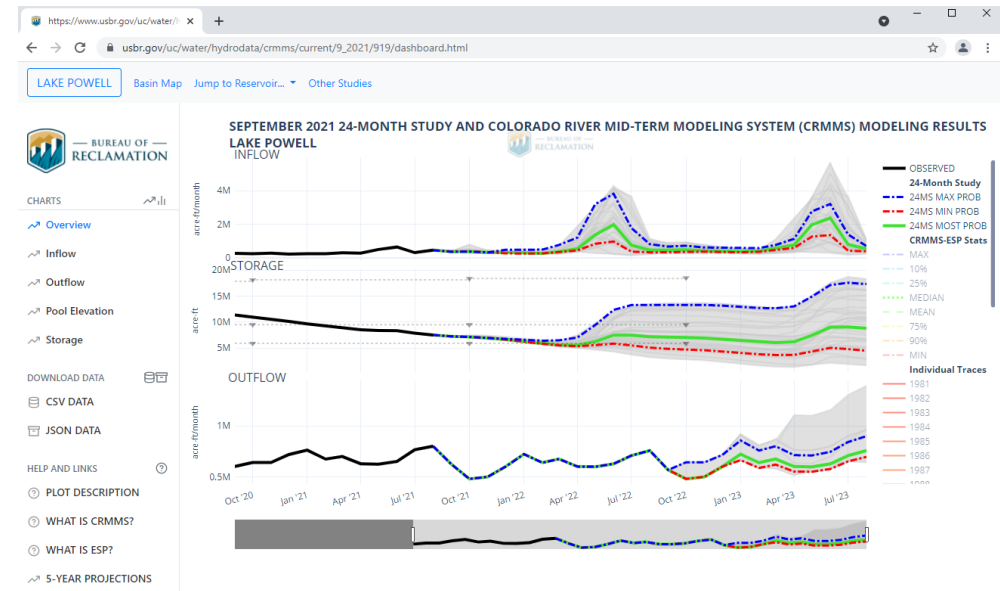 https://www.usbr.gov/uc/water/h
usbr.gov/uc/water/hydrodata/crmms/current/9_2021/919/dashboard.html
LAKE POWELL Basin Map Jump to Reservoir... Other Studies
BUREAU OF
RECLAMATION
CHARTS
Overview
Inflow
Outflow
Pool Elevation
Storage
DOWNLOAD DATA
CSV DATA
JSON DATA
HELP AND LINKS
PLOT DESCRIPTION
WHAT IS CRMMS?
WHAT IS ESP?
5-YEAR PROJECTIONS
SEPTEMBER 2021 24-MONTH STUDY AND COLORADO RIVER MID-TERM MODELING SYSTEM (CRMMS) MODELING RESULTS
LAKE POWELL
BUREAU OF
RECLAMATION
INFLOW
acre-ft/month
4M
2M
0
STORAGE
acre-ft
20M
15M
10M
5M
OUTFLOW
acre-ft/month
1M
0.5M
Oct '20 Jan '21 Apr '21 Jul '21 Oct '21 Jan '22 Apr '22 Jul '22 Oct '22 Jan '23 Apr '23 Jul '23
OBSERVED
24-Month Study
24MS MAX PROB
24MS MIN PROB
24MS MOST PROB
CRMMS-ESP Stats
MAX
10%
25%
MEDIAN
MEAN
75%
90%
MIN
Individual Traces
1981
1982
1983
1984
1985
1986
1987